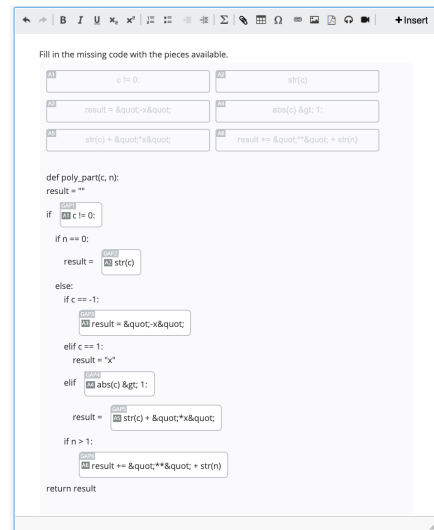 B I U x₂ x² Σ Ω + Insert
Fill in the missing code with the pieces available.
A1 c != 0: A2 str(c)
A3 result = &quot;-x&quot; A4 abs(c) &gt; 1:
A5 str(c) + &quot;*x&quot; A6 result += &quot;**&quot; + str(n)
def poly_part(c, n):
result = ""
GAP1
if A1 c != 0:
if n == 0:
GAP2
result = A2 str(c)
else:
if c == -1:
GAP3
A3 result = &quot;-x&quot;
elif c == 1:
result = "x"
GAP4
elif A4 abs(c) &gt; 1:
GAP5
result = A5 str(c) + &quot;*x&quot;
if n > 1:
GAP6
A6 result += &quot;**&quot; + str(n)
return result